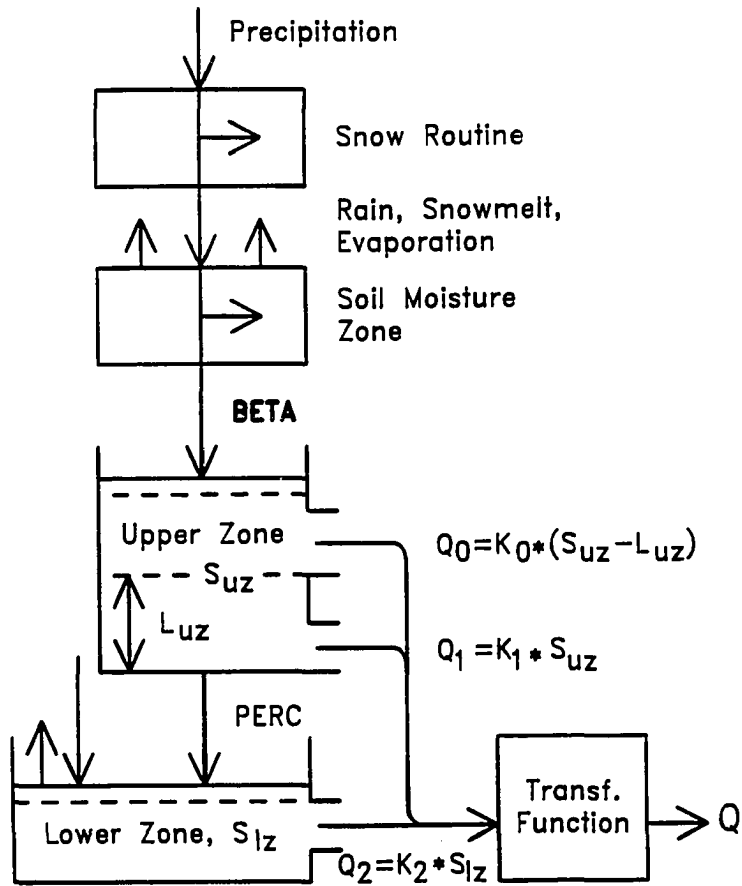 Precipitation
Snow Routine
Rain, Snowmelt,
Evaporation
Soil Moisture
Zone
BETA
Upper Zone
Q0=K0*(Suz-Luz)
Suz
Luz
Q1=K1*Suz
PERC
Transf.
Function
Q
Lower Zone, Slz
Q2=K2*Slz